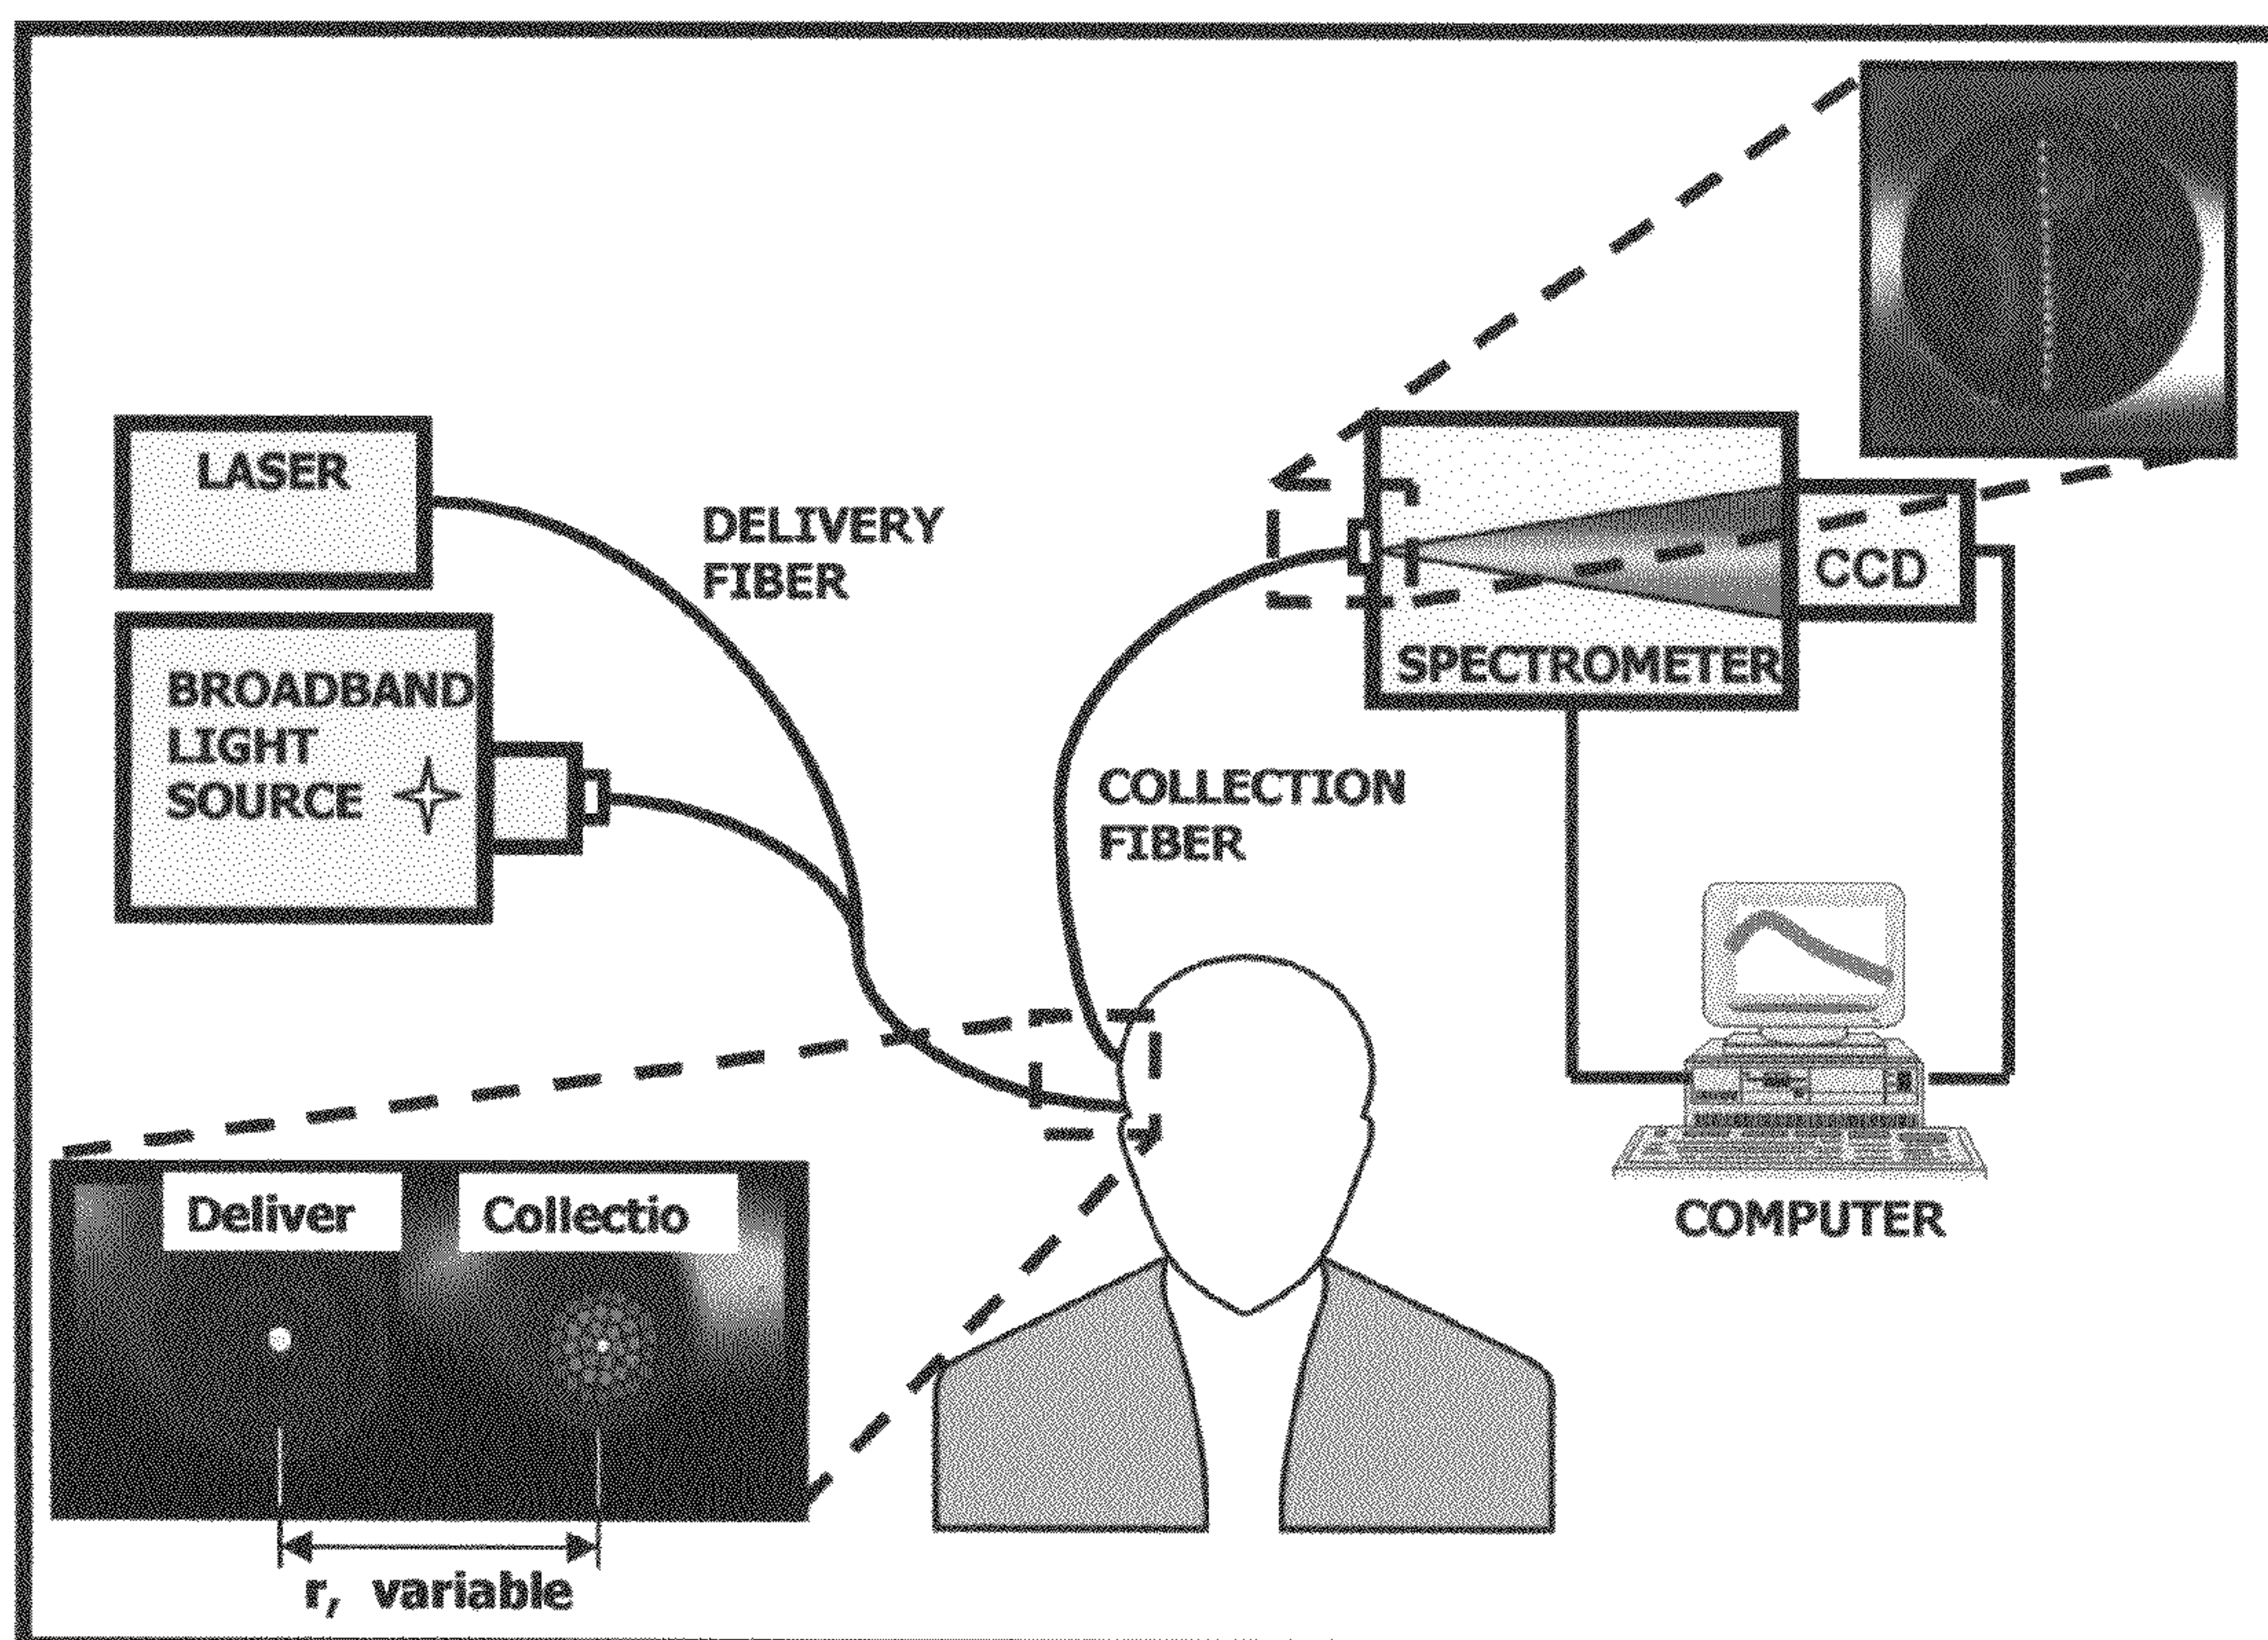 LASER
DELIVERY
FIBER
BROADBAND
LIGHT
SOURCE
CCD
SPECTROMETER
COLLECTION
FIBER
COMPUTER
Deliver
Collectio
r, variable